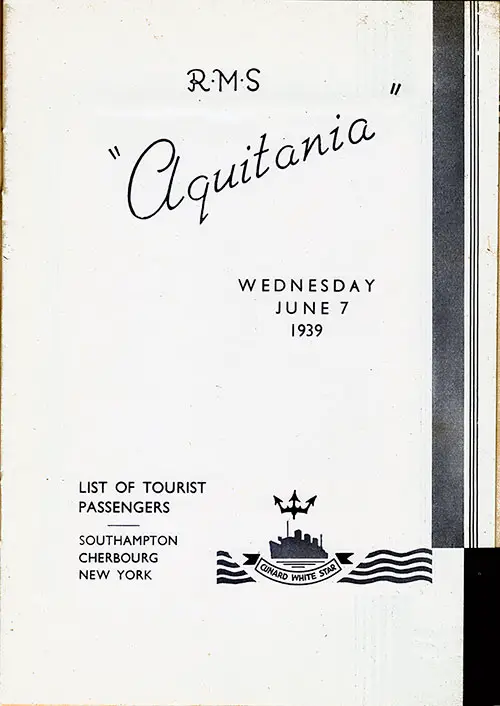 R·M·S
"Aquitania"
WEDNESDAY
JUNE 7
1939
LIST OF TOURIST
PASSENGERS
SOUTHAMPTON
CHERBOURG
NEW YORK
CUNARD WHITE STAR